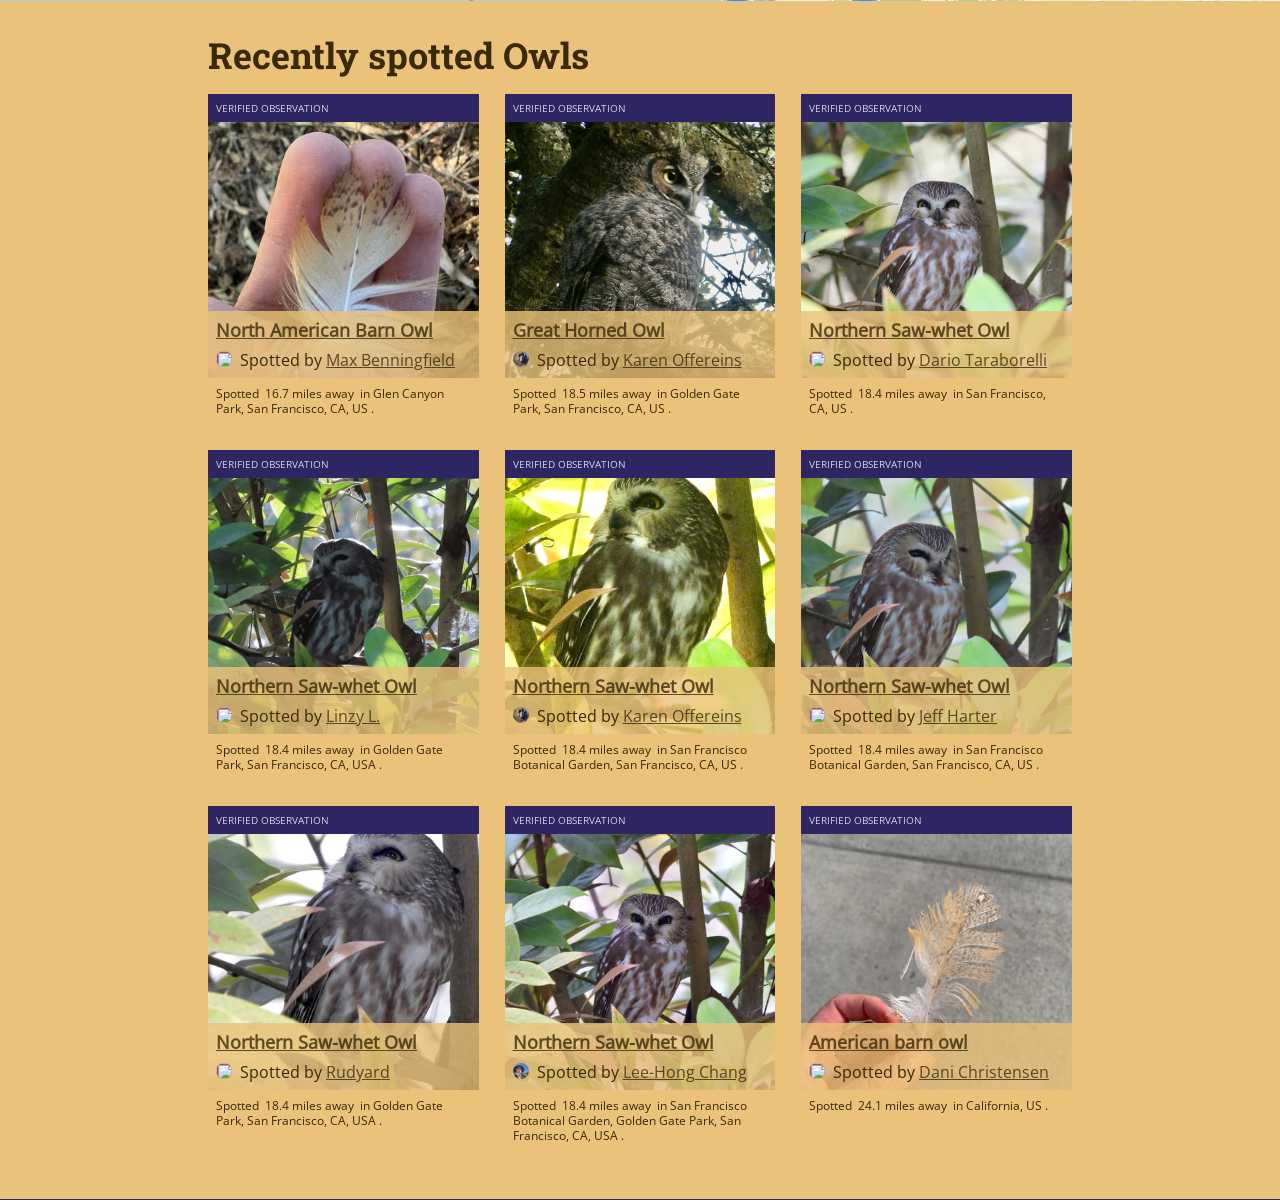 Recently spotted Owls
VERIFIED OBSERVATION
North American Barn Owl
Spotted by Max Benningfield
Spotted 16.7 miles away in Glen Canyon
Park, San Francisco, CA, US .
VERIFIED OBSERVATION
Great Horned Owl
Spotted by Karen Offereins
Spotted 18.5 miles away in Golden Gate
Park, San Francisco, CA, US .
VERIFIED OBSERVATION
Northern Saw-whet Owl
Spotted by Dario Taraborelli
Spotted 18.4 miles away in San Francisco,
CA, US .
VERIFIED OBSERVATION
Northern Saw-whet Owl
Spotted by Linzy L.
Spotted 18.4 miles away in Golden Gate
Park, San Francisco, CA, USA .
VERIFIED OBSERVATION
Northern Saw-whet Owl
Spotted by Karen Offereins
Spotted 18.4 miles away in San Francisco
Botanical Garden, San Francisco, CA, US .
VERIFIED OBSERVATION
Northern Saw-whet Owl
Spotted by Jeff Harter
Spotted 18.4 miles away in San Francisco
Botanical Garden, San Francisco, CA, US .
VERIFIED OBSERVATION
Northern Saw-whet Owl
Spotted by Rudyard
Spotted 18.4 miles away in Golden Gate
Park, San Francisco, CA, USA .
VERIFIED OBSERVATION
Northern Saw-whet Owl
Spotted by Lee-Hong Chang
Spotted 18.4 miles away in San Francisco
Botanical Garden, Golden Gate Park, San
Francisco, CA, USA .
VERIFIED OBSERVATION
American barn owl
Spotted by Dani Christensen
Spotted 24.1 miles away in California, US .